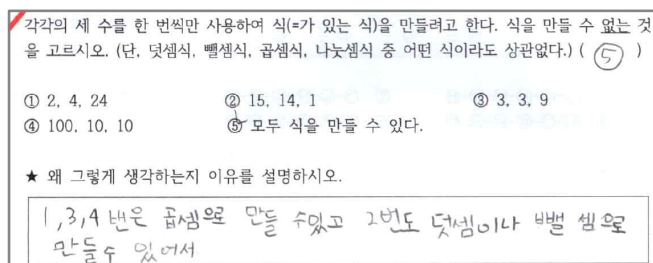 각각의 세 수를 한 번씩만 사용하여 식(=가 있는 식)을 만들려고 한다. 식을 만들 수 없는 것
을 고르시오. (단, 덧셈식, 뺄셈식, 곱셈식, 나눗셈식 중 어떤 식이라도 상관없다.) ( ⑤ )
① 2, 4, 24 ② 15, 14, 1 ③ 3, 3, 9
④ 100, 10, 10 ⑤ 모두 식을 만들 수 있다.
★ 왜 그렇게 생각하는지 이유를 설명하시오.
1,3,4 번은 곱셈으로 만들 수있고 2번도 덧셈이나 뺄 셈으로
만들수 있어서